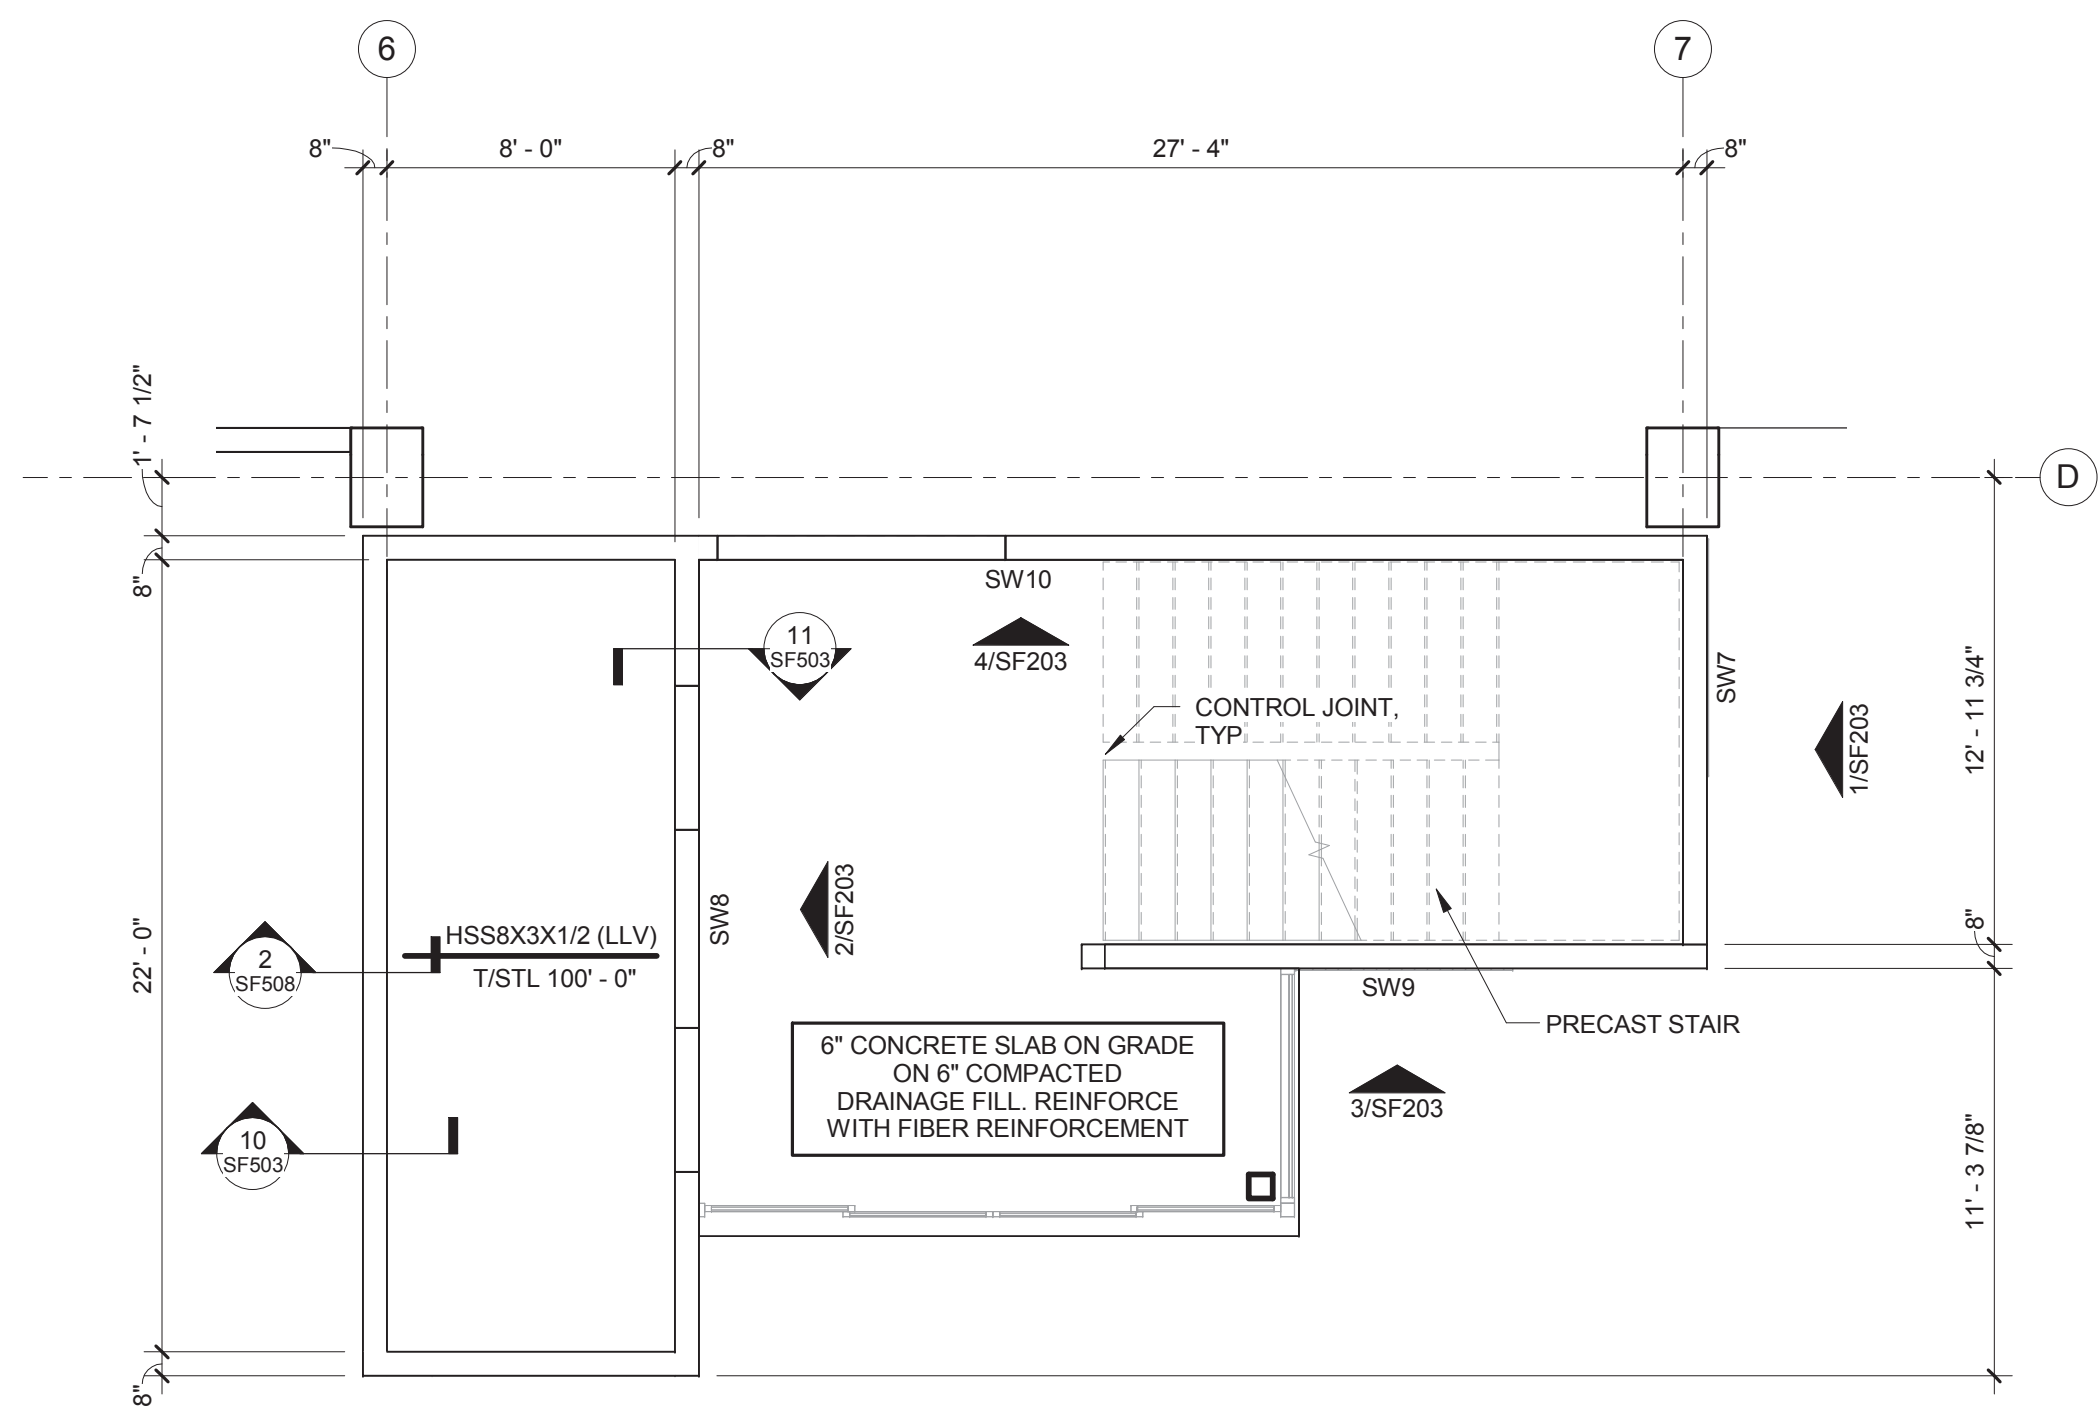 6
7
8"
8' - 0"
8"
27' - 4"
8"
1' - 7 1/2"
D
8"
SW10
11
SF503
4/SF203
SW7
12' - 11 3/4"
CONTROL JOINT,
TYP
1/SF203
SW8
2/SF203
22' - 0"
HSS8X3X1/2 (LLV)
T/STL 100' - 0"
2
SF508
8"
SW9
PRECAST STAIR
6" CONCRETE SLAB ON GRADE
ON 6" COMPACTED
DRAINAGE FILL. REINFORCE
WITH FIBER REINFORCEMENT
3/SF203
10
SF503
11' - 3 7/8"
8"